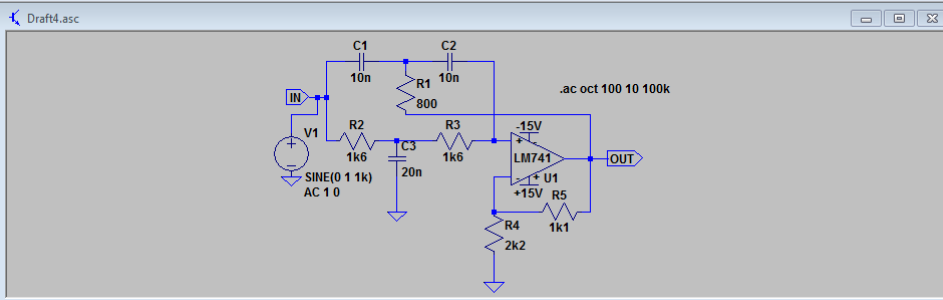 Draft4.asc
C1
10n
C2
10n
R1
800
.ac oct 100 10 100k
IN
V1
SINE(0 1 1k)
AC 1 0
R2
1k6
C3
20n
R3
1k6
-15V
LM741
U1
+15V
OUT
R5
1k1
R4
2k2